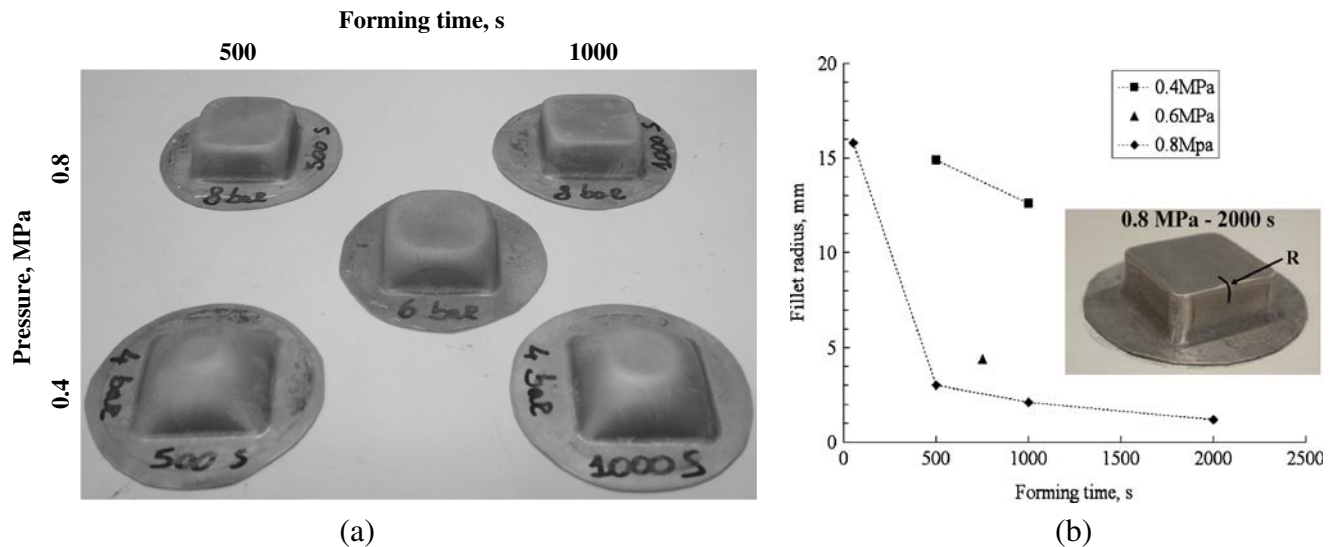 Forming time, s
500 1000
Pressure, MPa
0.8
0.4
8 bar
500 S
8 bar
1000 S
6 bar
4 bar
500 S
4 bar
1000 S
(a)
20
15
10
5
0
0 500 1000 1500 2000 2500
Fillet radius, mm
Forming time, s
0.4MPa
0.6MPa
0.8Mpa
0.8 MPa - 2000 s
R
(b)